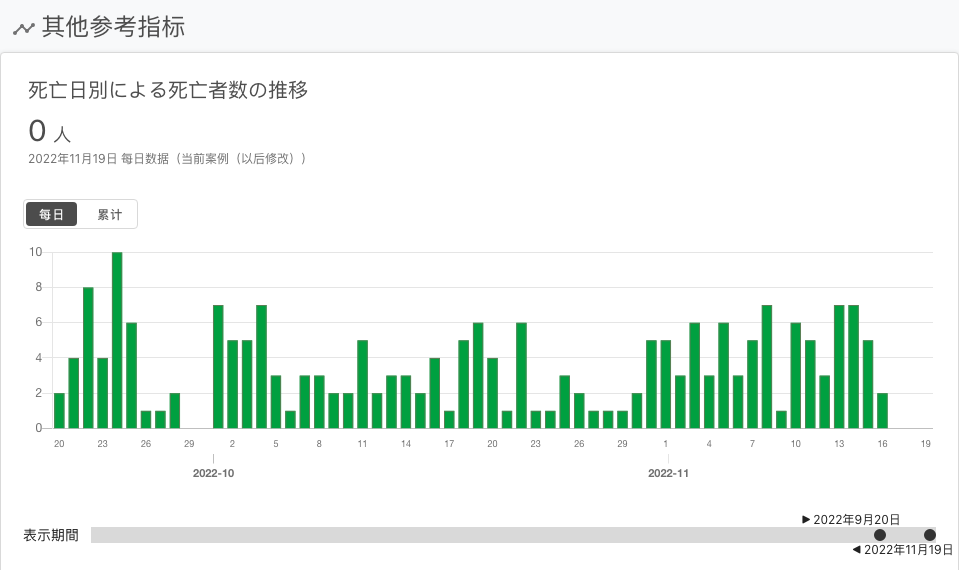 其他参考指标
死亡日別による死亡者数の推移
0 人
2022年11月19日 每日数据（当前案例（以后修改））
每日 累计
10
8
6
4
2
0
20 23 26 29 2 5 8 11 14 17 20 23 26 29 1 4 7 10 13 16 19
2022-10 2022-11
2022年9月20日
表示期間
2022年11月19日